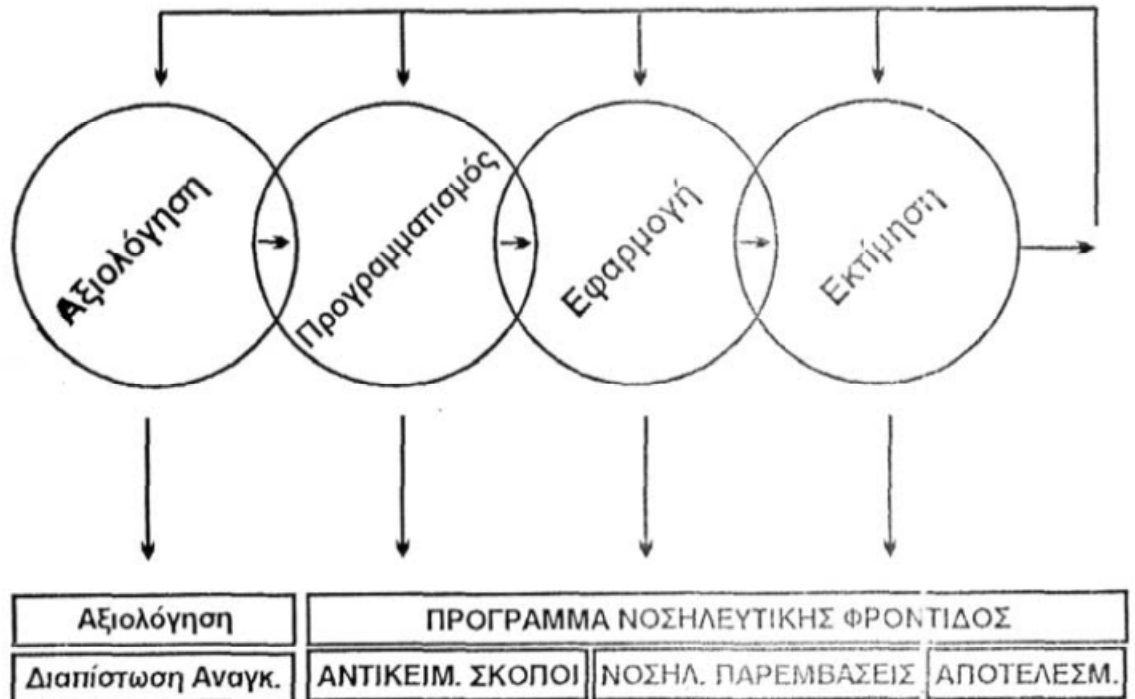 Αξιολόγηση
Προγραμματισμός
Εφαρμογή
Εκτίμηση
Αξιολόγηση
ΠΡΟΓΡΑΜΜΑ ΝΟΣΗΛΕΥΤΙΚΗΣ ΦΡΟΝΤΙΔΟΣ
Διαπίστωση Αναγκ.
ΑΝΤΙΚΕΙΜ. ΣΚΟΠΟΙ
ΝΟΣΗΛ. ΠΑΡΕΜΒΑΣΕΙΣ
ΑΠΟΤΕΛΕΣΜ.